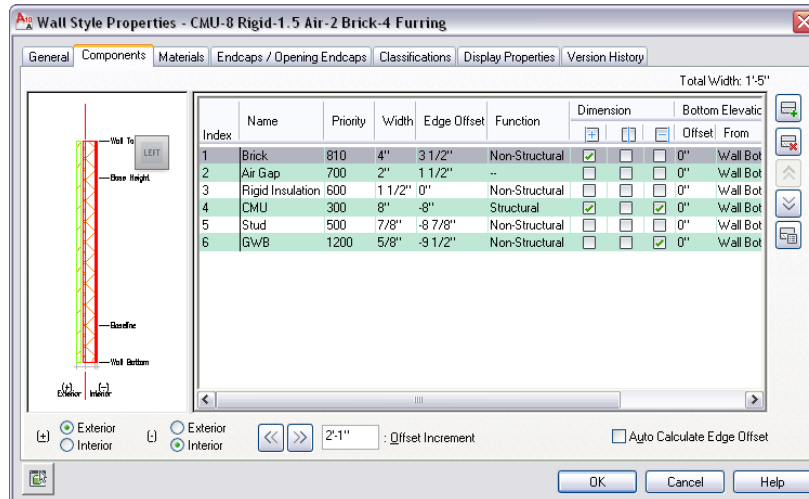 Wall Style Properties - CMU-8 Rigid-1.5 Air-2 Brick-4 Furring
General Components Materials Endcaps / Opening Endcaps Classifications Display Properties Version History
Total Width: 1'-5"
Index Name Priority Width Edge Offset Function Dimension Bottom Elevatic
Offset From
1 Brick 810 4" 3 1/2" Non-Structural 0" Wall Bot
2 Air Gap 700 2" 1 1/2" -- 0" Wall Bot
3 Rigid Insulation 600 1 1/2" 0" Non-Structural 0" Wall Bot
4 CMU 300 8" -8" Structural 0" Wall Bot
5 Stud 500 7/8" -8 7/8" Non-Structural 0" Wall Bot
6 GWB 1200 5/8" -9 1/2" Non-Structural 0" Wall Bot
Wall To
LEFT
Base Height
Baseline
Wall Bottom
(+) (-)
Exterior Interior
(+) Exterior Interior (-) Exterior Interior 2'-1" : Offset Increment Auto Calculate Edge Offset
OK Cancel Help